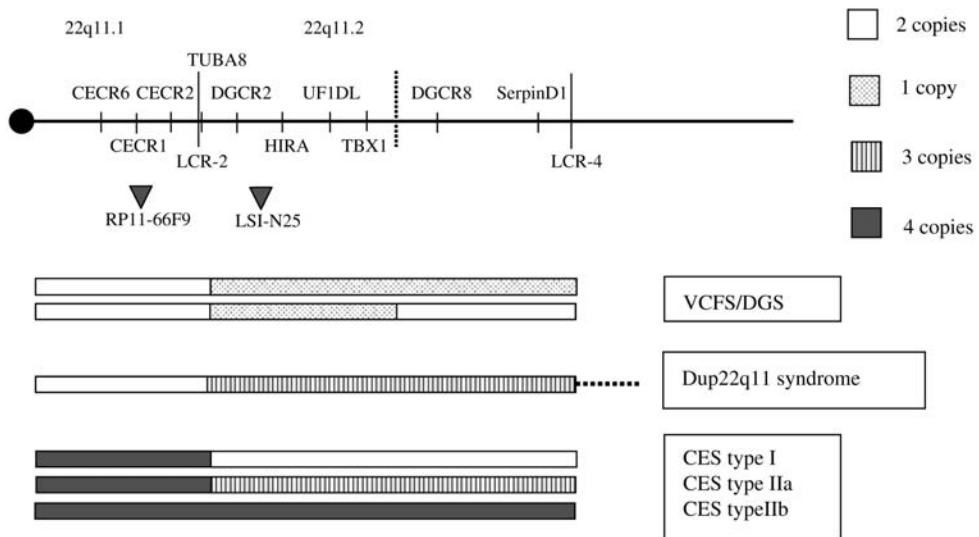 22q11.1 22q11.2
TUBA8
CECR6 CECR2 DGCR2 UF1DL DGCR8 SerpinD1
CECR1 LCR-2 HIRA TBX1 LCR-4
RP11-66F9 LSI-N25
2 copies
1 copy
3 copies
4 copies
VCFS/DGS
Dup22q11 syndrome
CES type I
CES type IIa
CES typeIIb